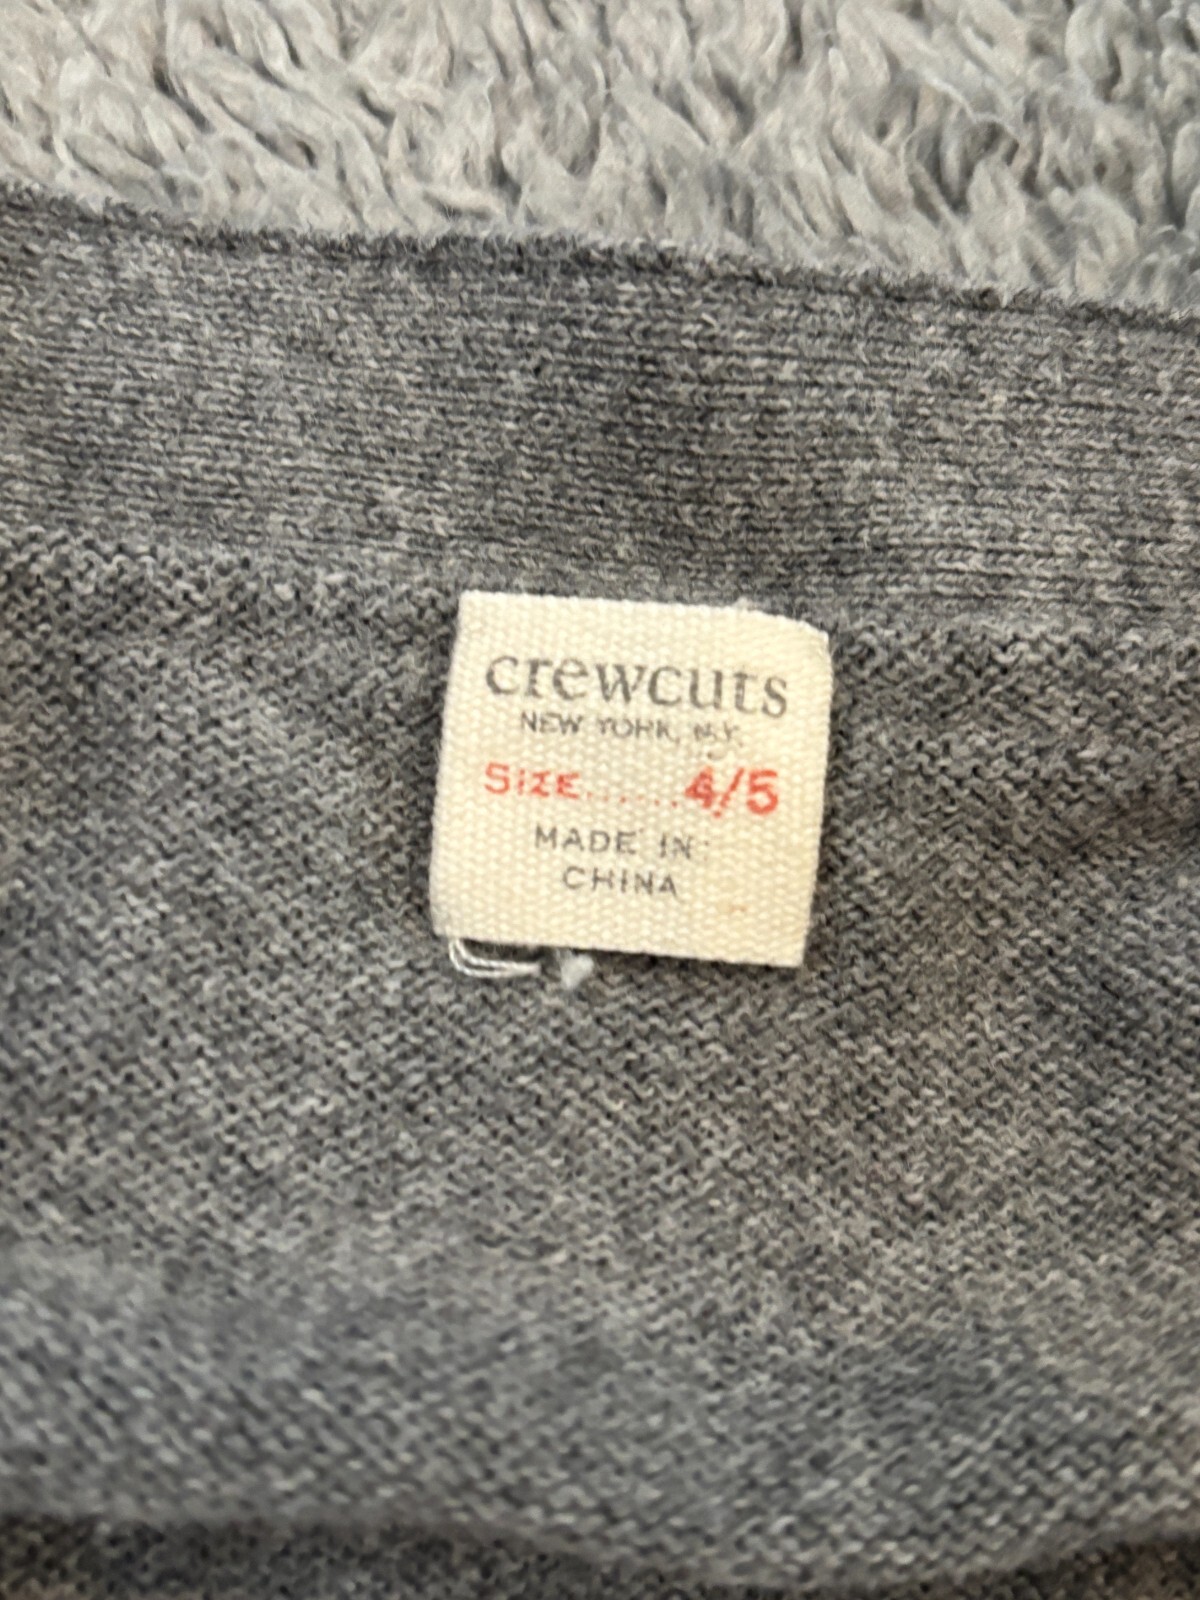 crewcuts
NEW YORK, N.Y.
SIZE......4/5
MADE IN
CHINA